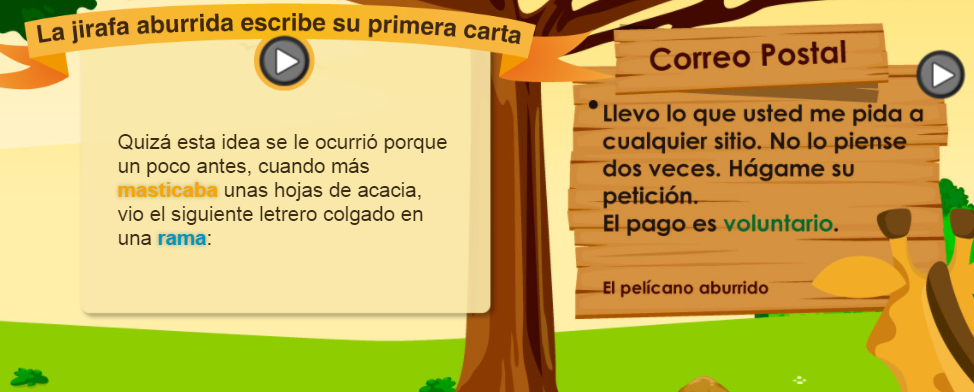 La jirafa aburrida escribe su primera carta
Quizá esta idea se le ocurrió porque
un poco antes, cuando más
masticaba unas hojas de acacia,
vio el siguiente letrero colgado en
una rama:
Correo Postal
•Llevo lo que usted me pida a
cualquier sitio. No lo piense
dos veces. Hágame su
petición.
El pago es voluntario.
El pelícano aburrido